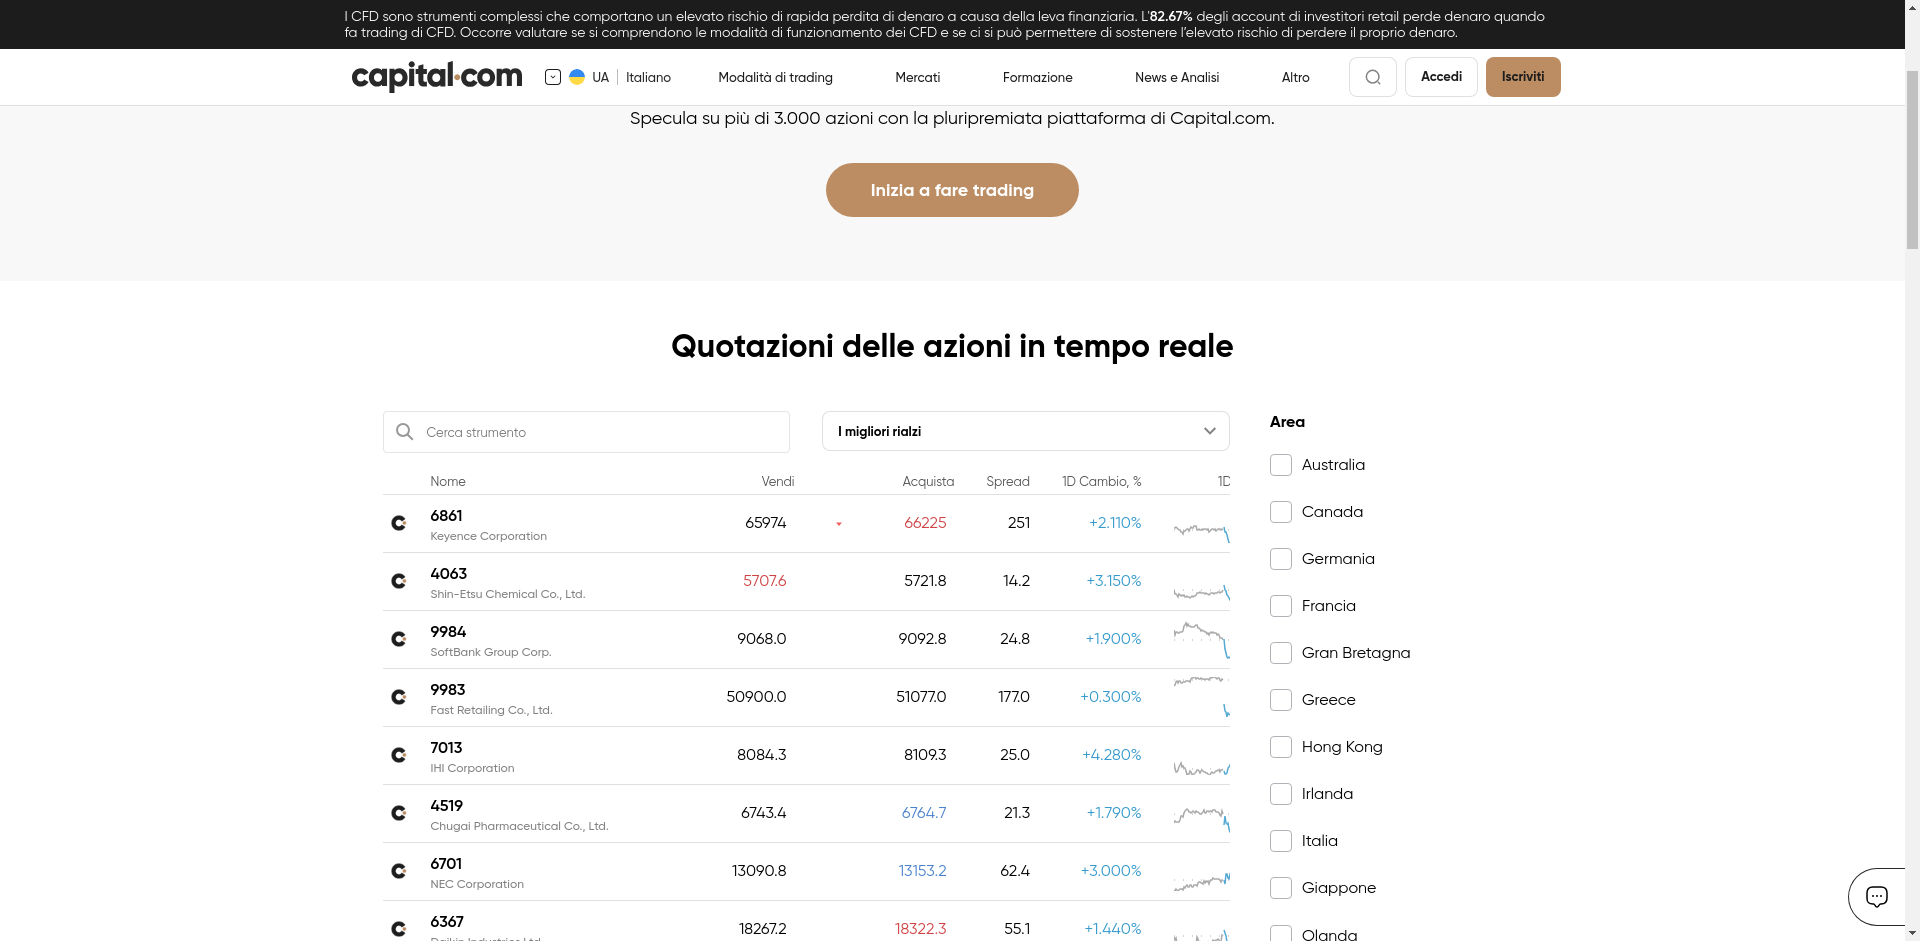 I CFD sono strumenti complessi che comportano un elevato rischio di rapida perdita di denaro a causa della leva finanziaria. L'82.67% degli account di investitori retail perde denaro quando
fa trading di CFD. Occorre valutare se si comprendono le modalità di funzionamento dei CFD e se ci si può permettere di sostenere l'elevato rischio di perdere il proprio denaro.
capital.com UA Italiano Modalità di trading Mercati Formazione News e Analisi Altro Accedi Iscriviti
Specula su più di 3.000 azioni con la pluripremiata piattaforma di Capital.com.
Inizia a fare trading
Quotazioni delle azioni in tempo reale
Cerca strumento
I migliori rialzi
Nome Vendi Acquista Spread 1D Cambio, % 1D
6861 65974 66225 251 +2.110%
Keyence Corporation
4063 5707.6 5721.8 14.2 +3.150%
Shin-Etsu Chemical Co., Ltd.
9984 9068.0 9092.8 24.8 +1.900%
SoftBank Group Corp.
9983 50900.0 51077.0 177.0 +0.300%
Fast Retailing Co., Ltd.
7013 8084.3 8109.3 25.0 +4.280%
IHI Corporation
4519 6743.4 6764.7 21.3 +1.790%
Chugai Pharmaceutical Co., Ltd.
6701 13090.8 13153.2 62.4 +3.000%
NEC Corporation
6367 18267.2 18322.3 55.1 +1.440%
Area
Australia
Canada
Germania
Francia
Gran Bretagna
Greece
Hong Kong
Irlanda
Italia
Giappone
Olanda